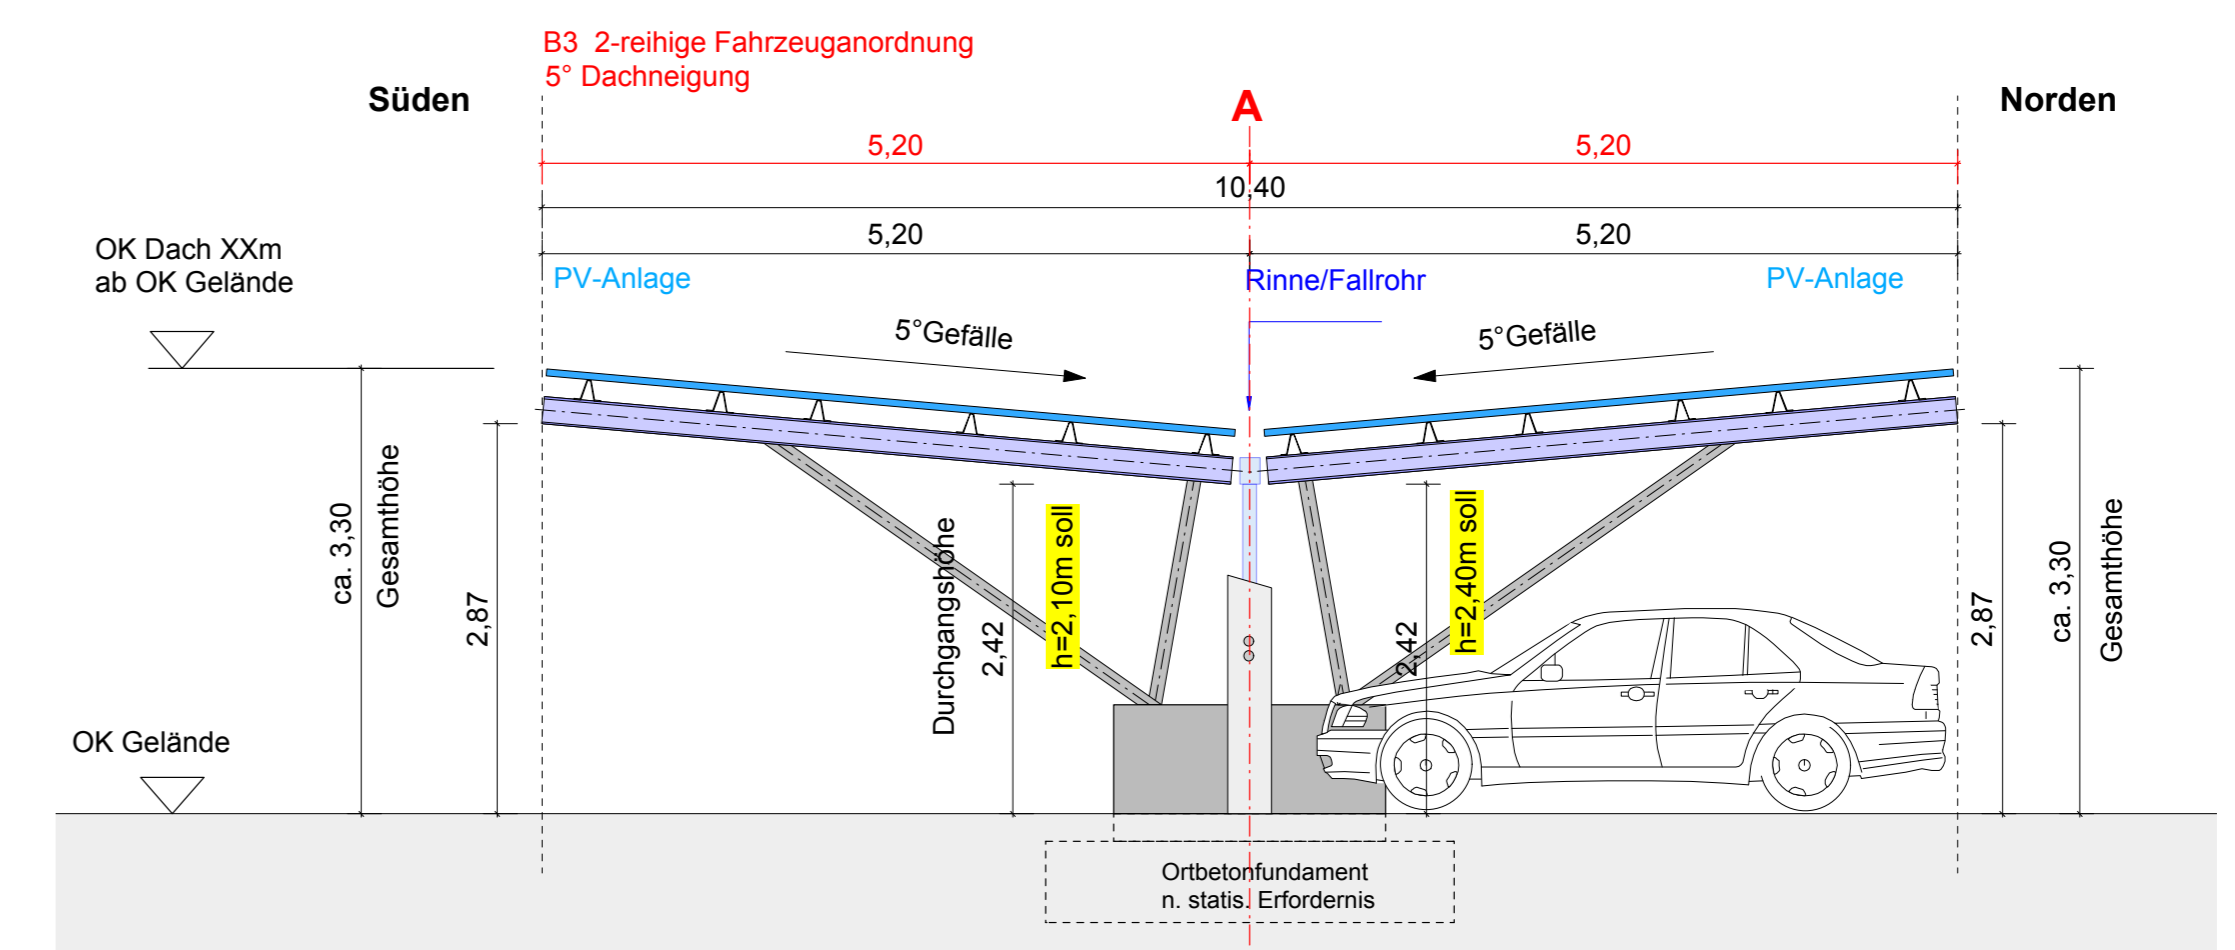 B3  2-reihige Fahrzeuganordnung
5° Dachneigung
Süden
A
Norden
5,20
5,20
10,40
5,20
5,20
OK Dach XXm
ab OK Gelände
PV-Anlage
Rinne/Fallrohr
PV-Anlage
5°Gefälle
5°Gefälle
ca. 3,30
Gesamthöhe
2,87
Durchgangshöhe
2,42
h=2,10m soll
2,42
h=2,40m soll
2,87
ca. 3,30
Gesamthöhe
OK Gelände
Ortbetonfundament
n. statis. Erfordernis